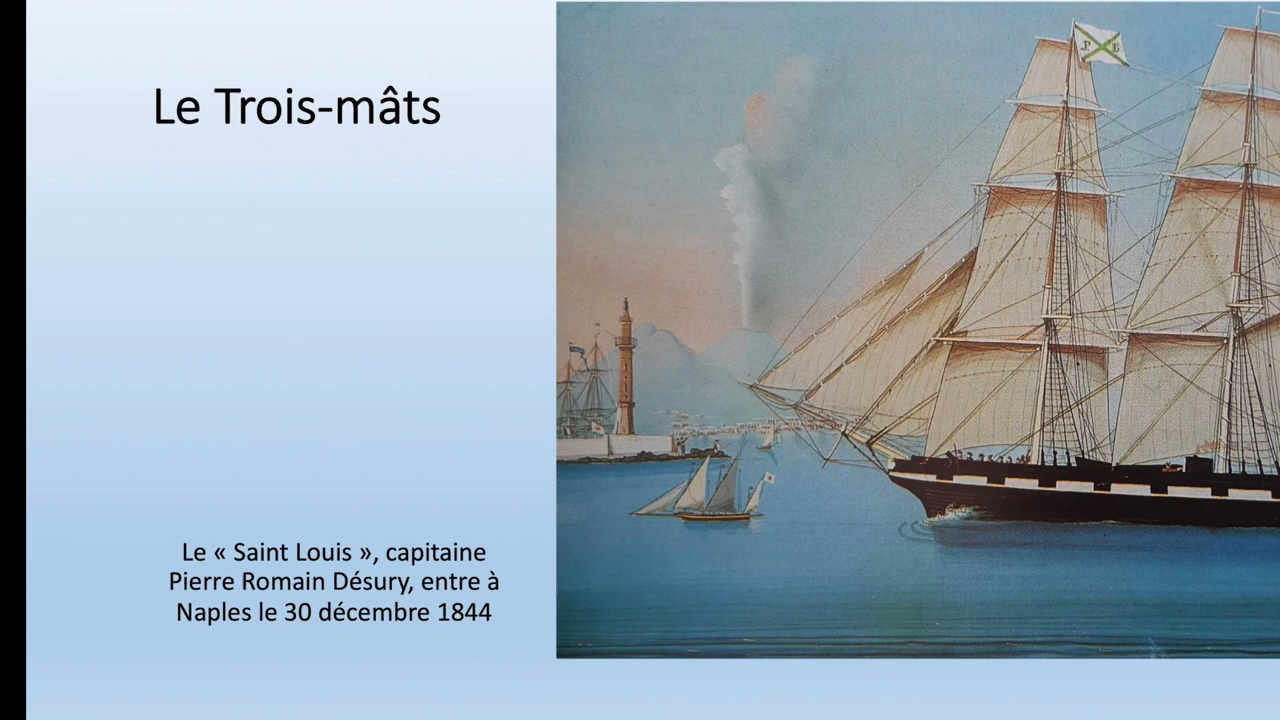 Le Trois-mâts
J. B
Le « Saint Louis », capitaine
Pierre Romain Désury, entre à
Naples le 30 décembre 1844